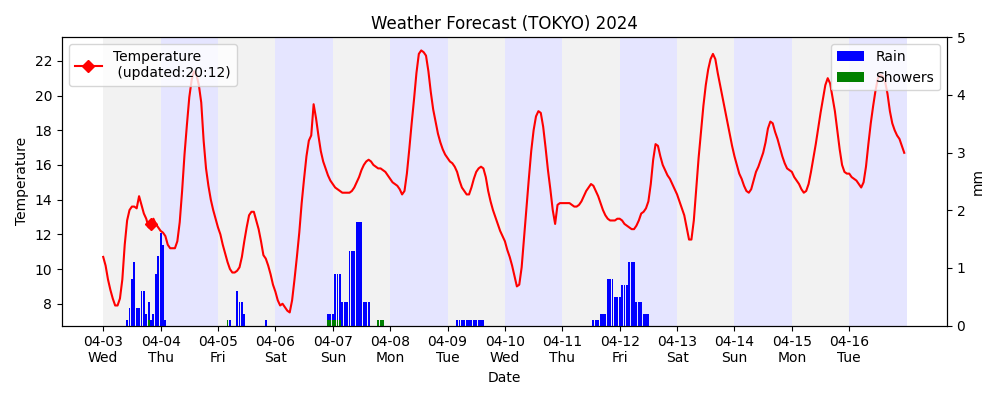 Weather Forecast (TOKYO) 2024
Temperature
(updated:20:12)
Rain
Showers
Temperature
22
20
18
16
14
12
10
8
5
4
3
2
1
0
mm
04-03 04-04 04-05 04-06 04-07 04-08 04-09 04-10 04-11 04-12 04-13 04-14 04-15 04-16
Wed Thu Fri Sat Sun Mon Tue Wed Thu Fri Sat Sun Mon Tue
Date